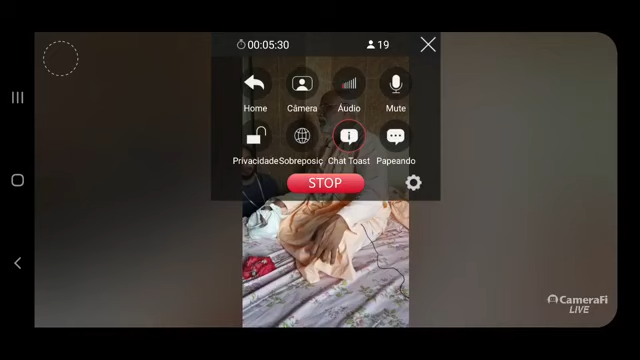 00:05:30 19
Home Câmera Áudio Mute
Privacidade Sobreposiç Chat Toast Papeando
STOP
CameraFi
LIVE